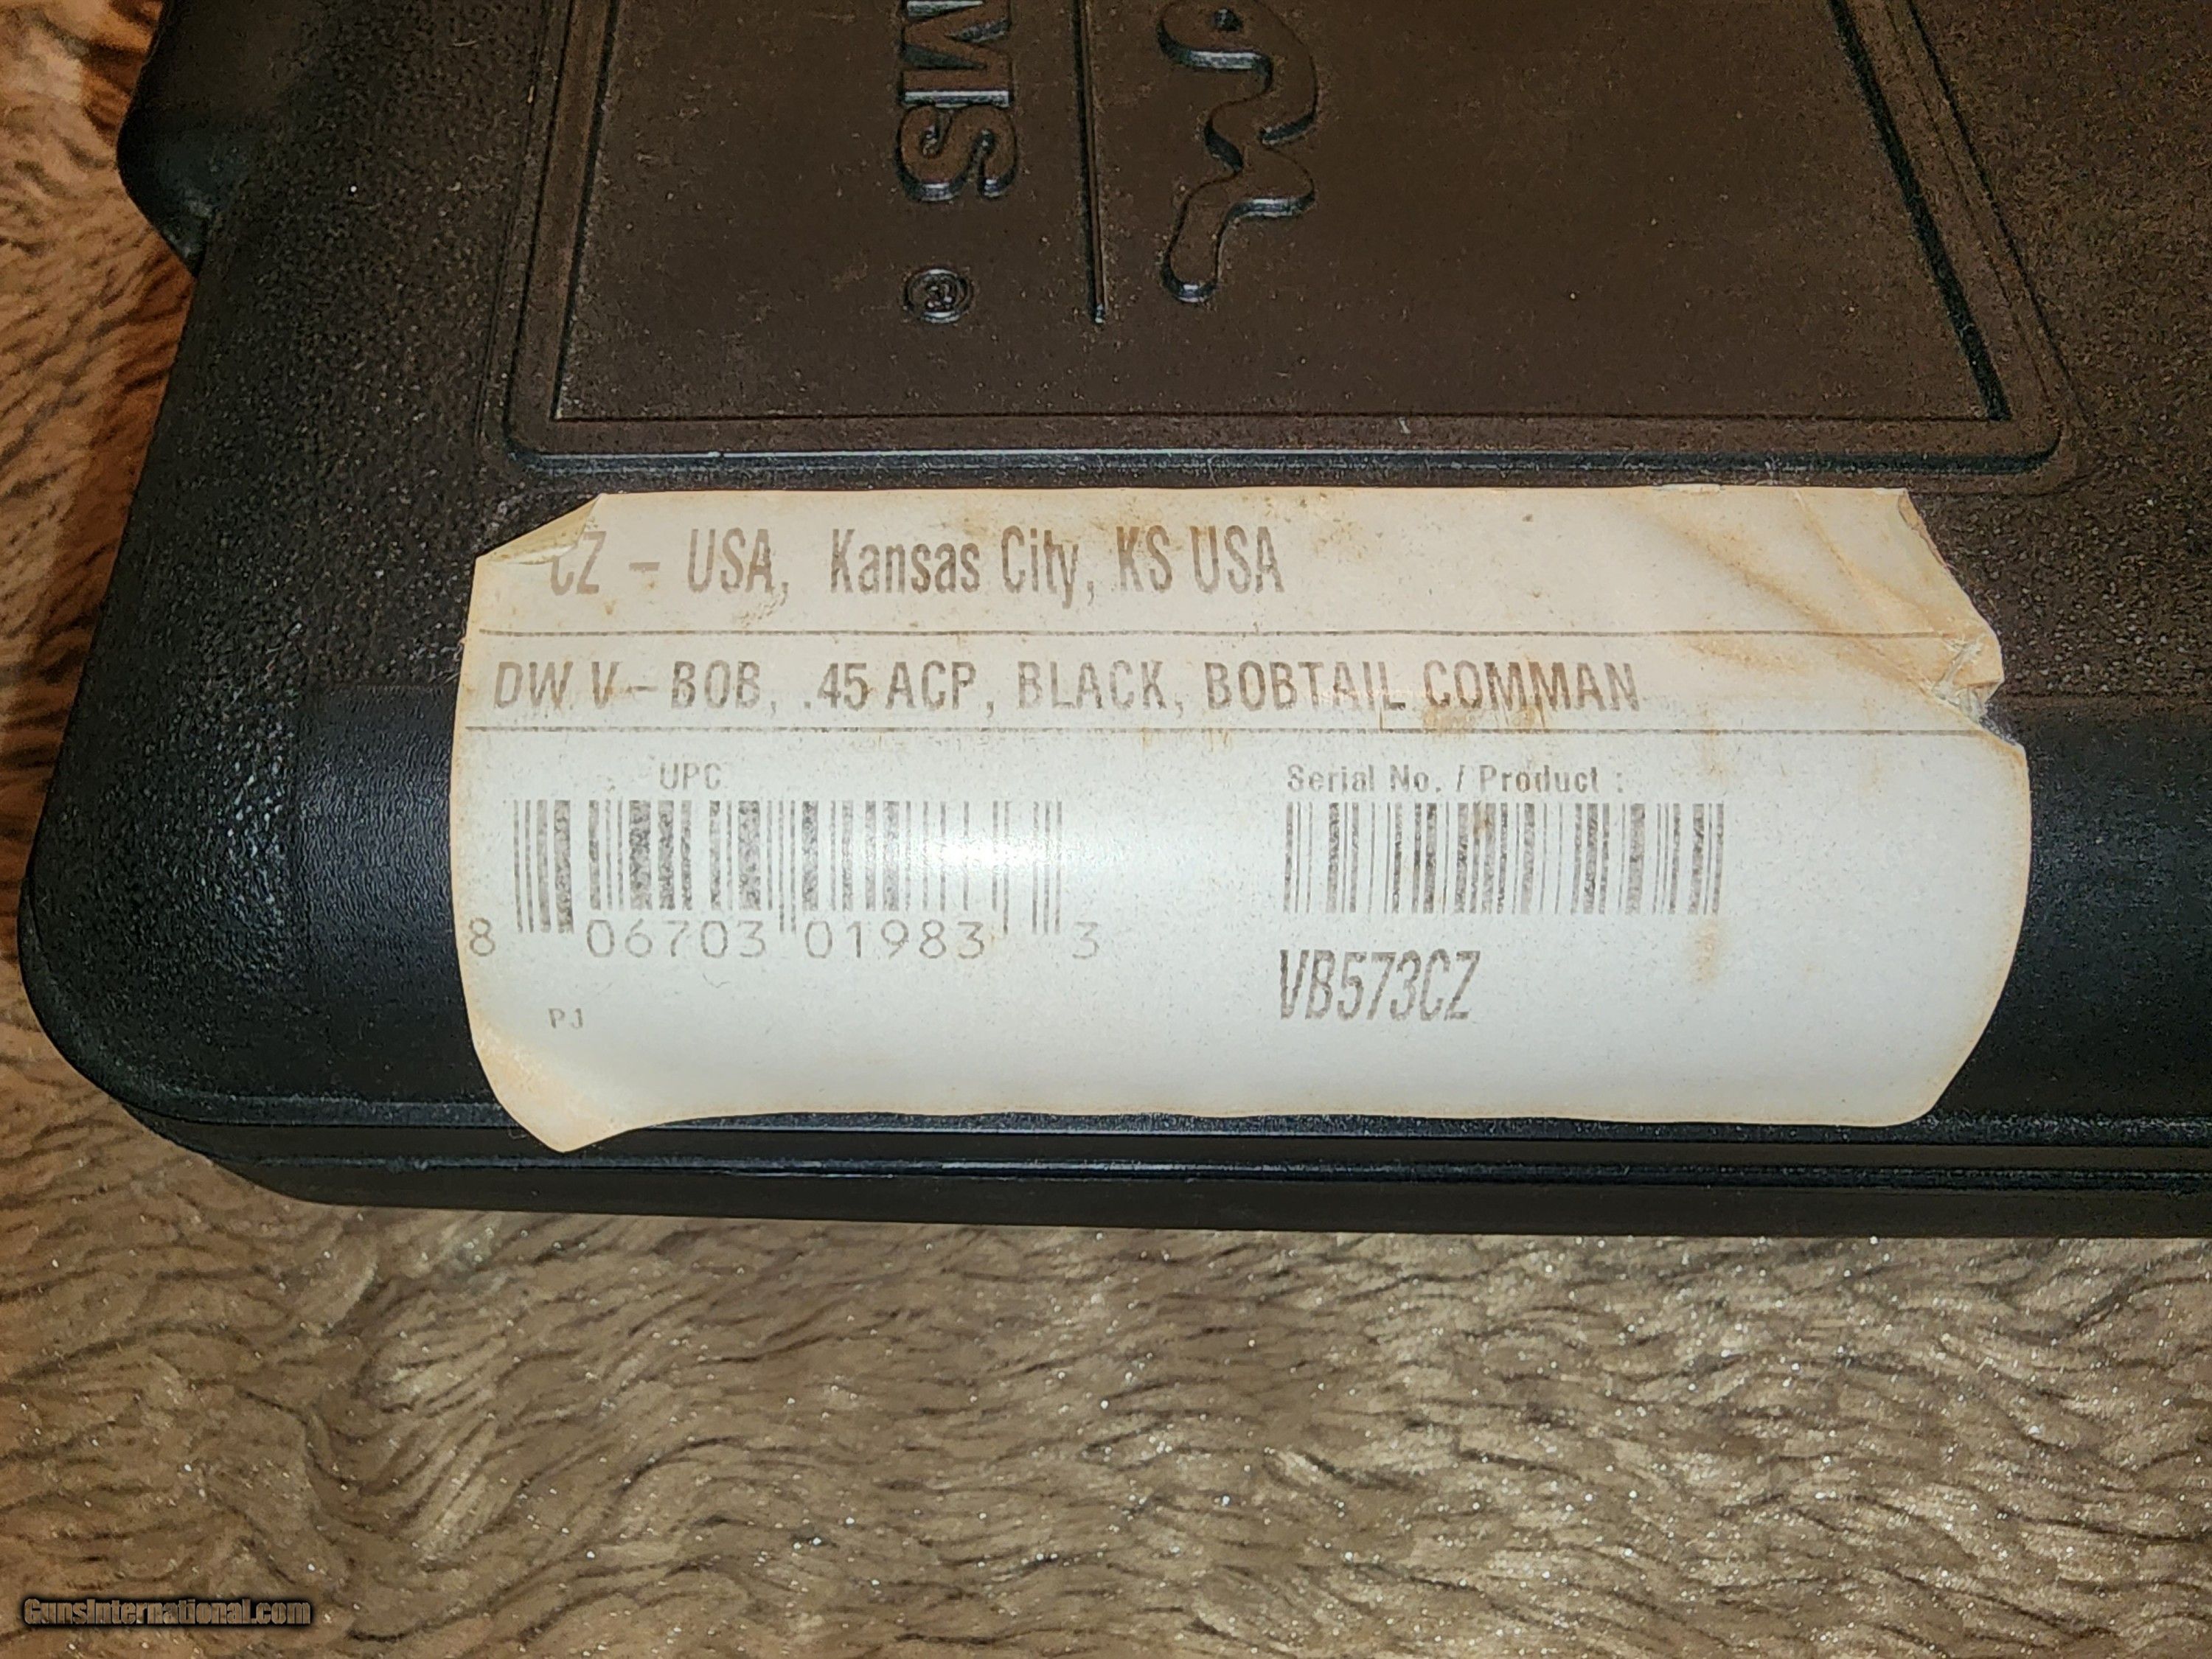 MS
®
CZ - USA, Kansas City, KS USA
DW V - BOB, .45 ACP, BLACK, BOBTAIL COMMAN
UPC
Serial No. / Product :
8 06703 01983 3
VB573CZ
PJ
GunsInternational.com